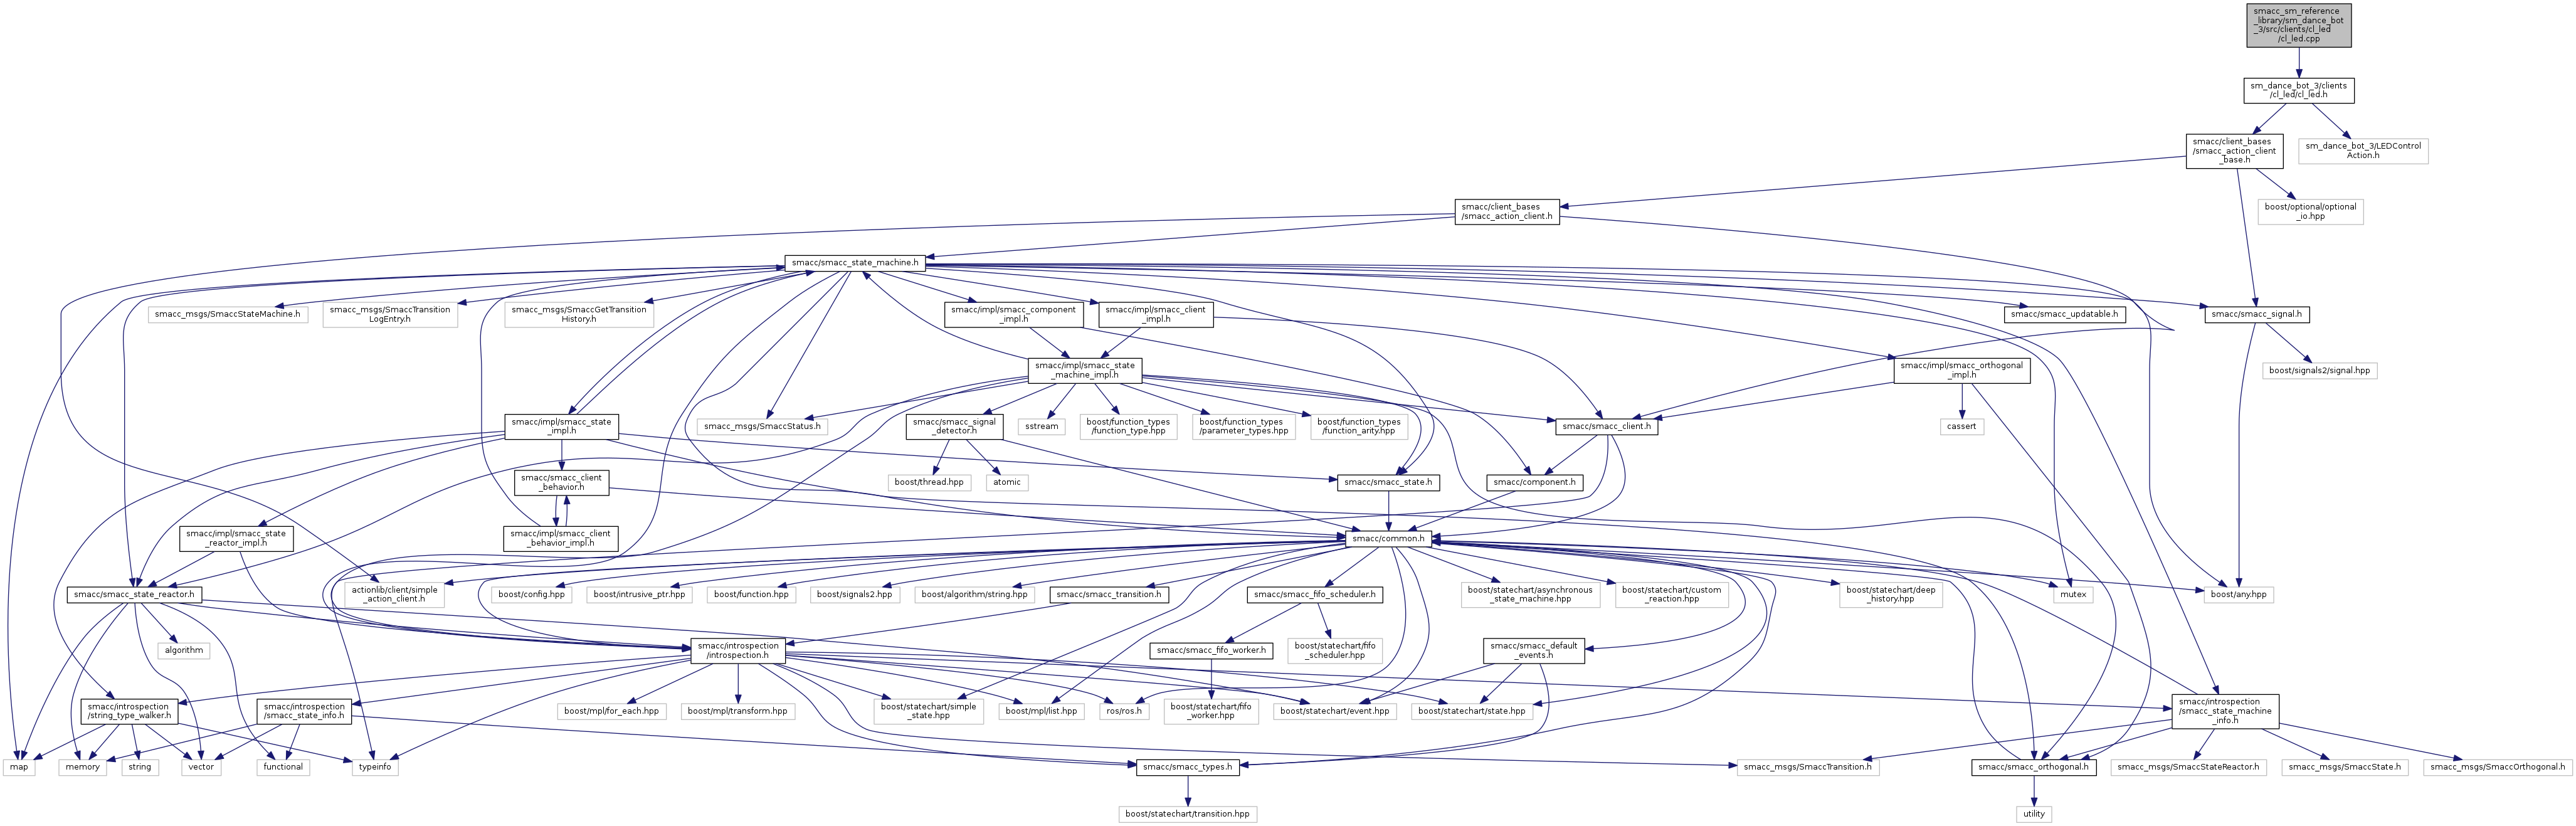 smacc_sm_reference
_library/sm_dance_bot
_3/src/clients/cl_led
/cl_led.cpp
sm_dance_bot_3/clients
/cl_led/cl_led.h
smacc/client_bases
/smacc_action_client
_base.h
sm_dance_bot_3/LEDControl
Action.h
smacc/client_bases
/smacc_action_client.h
boost/optional/optional
_io.hpp
smacc/smacc_state_machine.h
smacc_msgs/SmaccStateMachine.h
smacc_msgs/SmaccTransition
LogEntry.h
smacc_msgs/SmaccGetTransition
History.h
smacc/impl/smacc_component
_impl.h
smacc/impl/smacc_client
_impl.h
smacc/smacc_updatable.h
smacc/smacc_signal.h
smacc/impl/smacc_state
_machine_impl.h
smacc/impl/smacc_orthogonal
_impl.h
boost/signals2/signal.hpp
smacc/impl/smacc_state
_impl.h
smacc_msgs/SmaccStatus.h
smacc/smacc_signal
_detector.h
sstream
boost/function_types
/function_type.hpp
boost/function_types
/parameter_types.hpp
boost/function_types
/function_arity.hpp
smacc/smacc_client.h
cassert
smacc/smacc_client
_behavior.h
boost/thread.hpp
atomic
smacc/smacc_state.h
smacc/component.h
smacc/impl/smacc_state
_reactor_impl.h
smacc/impl/smacc_client
_behavior_impl.h
smacc/common.h
smacc/smacc_state_reactor.h
actionlib/client/simple
_action_client.h
boost/config.hpp
boost/intrusive_ptr.hpp
boost/function.hpp
boost/signals2.hpp
boost/algorithm/string.hpp
smacc/smacc_transition.h
smacc/smacc_fifo_scheduler.h
boost/statechart/asynchronous
_state_machine.hpp
boost/statechart/custom
_reaction.hpp
boost/statechart/deep
_history.hpp
mutex
boost/any.hpp
algorithm
smacc/introspection
/introspection.h
smacc/smacc_fifo_worker.h
boost/statechart/fifo
_scheduler.hpp
smacc/smacc_default
_events.h
smacc/introspection
/string_type_walker.h
smacc/introspection
/smacc_state_info.h
boost/mpl/for_each.hpp
boost/mpl/transform.hpp
boost/statechart/simple
_state.hpp
boost/mpl/list.hpp
ros/ros.h
boost/statechart/fifo
_worker.hpp
boost/statechart/event.hpp
boost/statechart/state.hpp
smacc/introspection
/smacc_state_machine
_info.h
map
memory
string
vector
functional
typeinfo
smacc/smacc_types.h
smacc_msgs/SmaccTransition.h
smacc/smacc_orthogonal.h
smacc_msgs/SmaccStateReactor.h
smacc_msgs/SmaccState.h
smacc_msgs/SmaccOrthogonal.h
boost/statechart/transition.hpp
utility